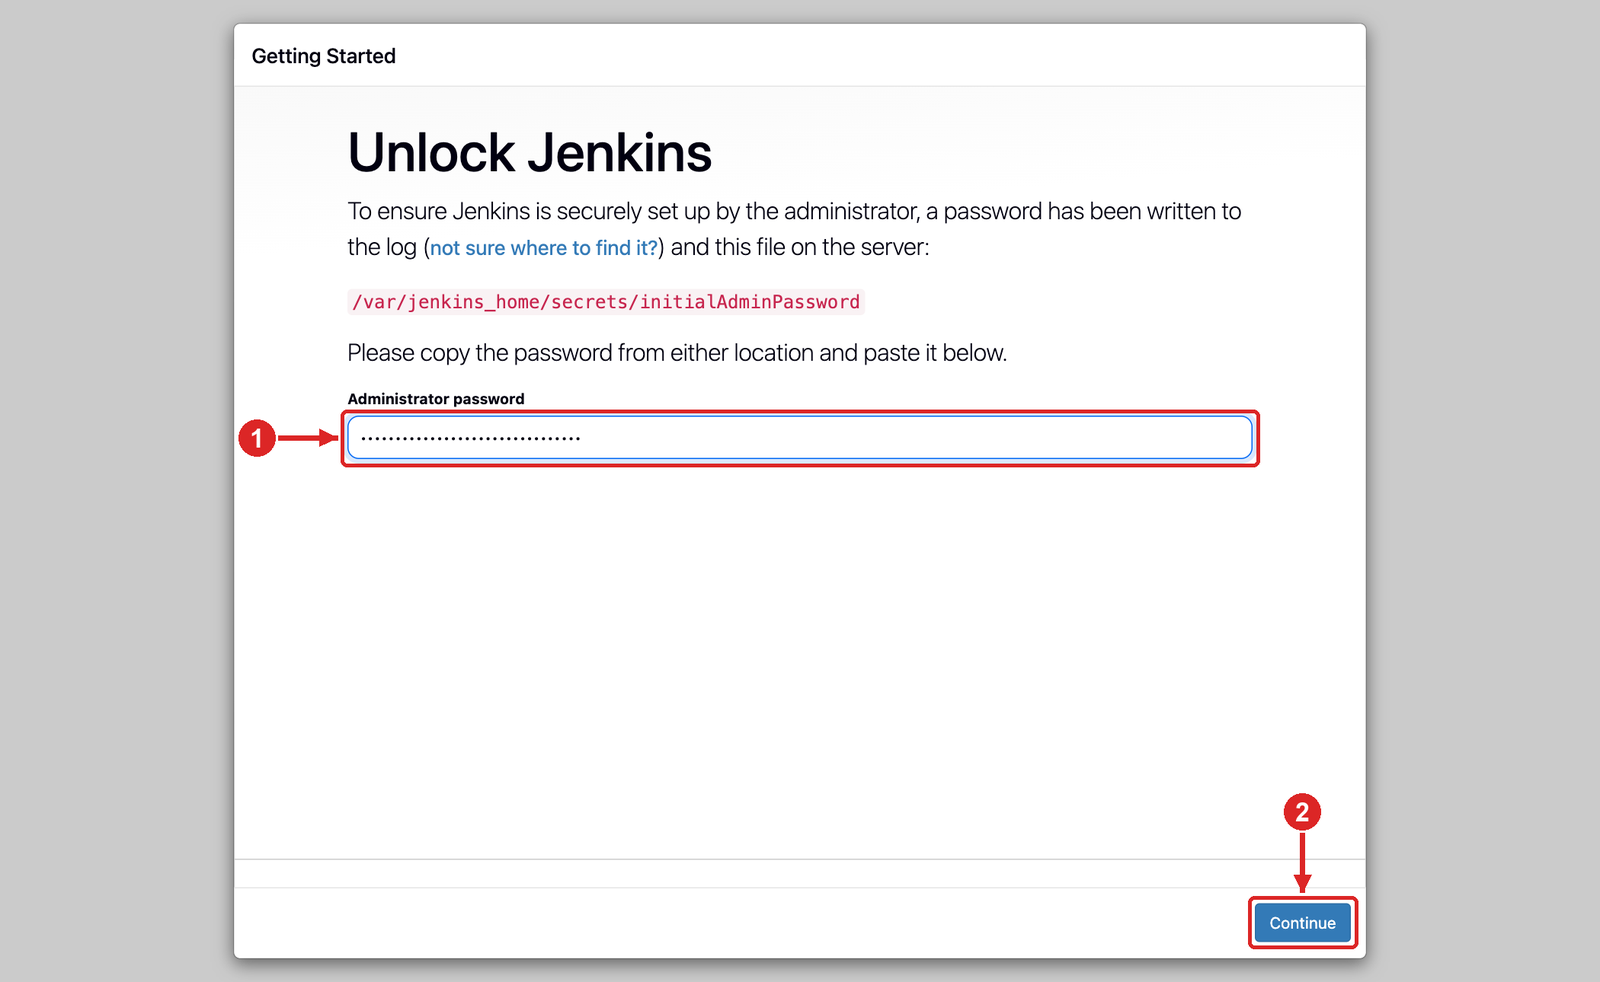 Getting Started
Unlock Jenkins
To ensure Jenkins is securely set up by the administrator, a password has been written to
the log (not sure where to find it?) and this file on the server:
/var/jenkins_home/secrets/initialAdminPassword
Please copy the password from either location and paste it below.
Administrator password
1
2
Continue